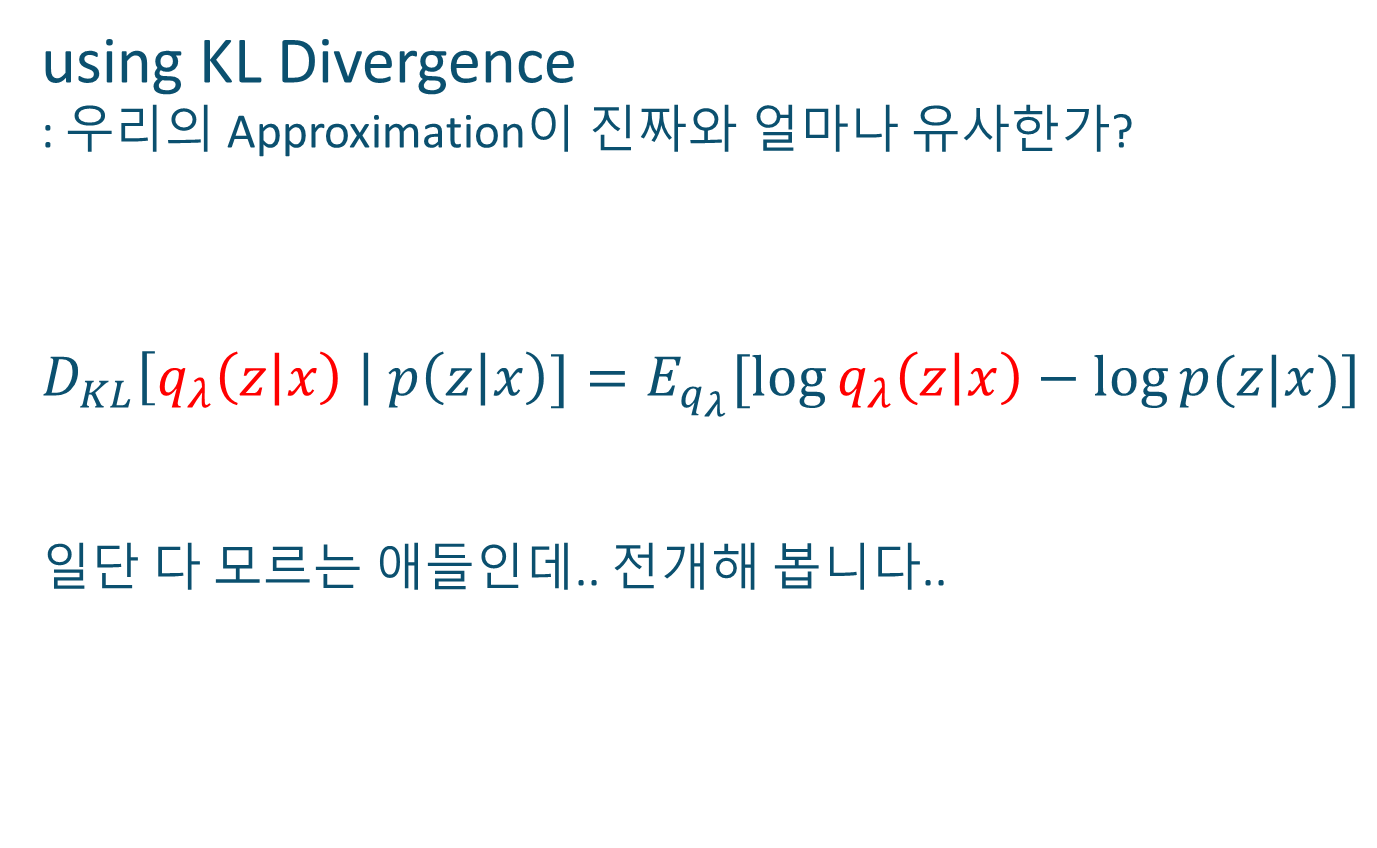 using KL Divergence
: 우리의 Approximation이 진짜와 얼마나 유사한가?
D_{KL}[q_λ(z|x) | p(z|x)] = E_{q_λ}[log q_λ(z|x) − log p(z|x)]
일단 다 모르는 애들인데.. 전개해 봅니다..